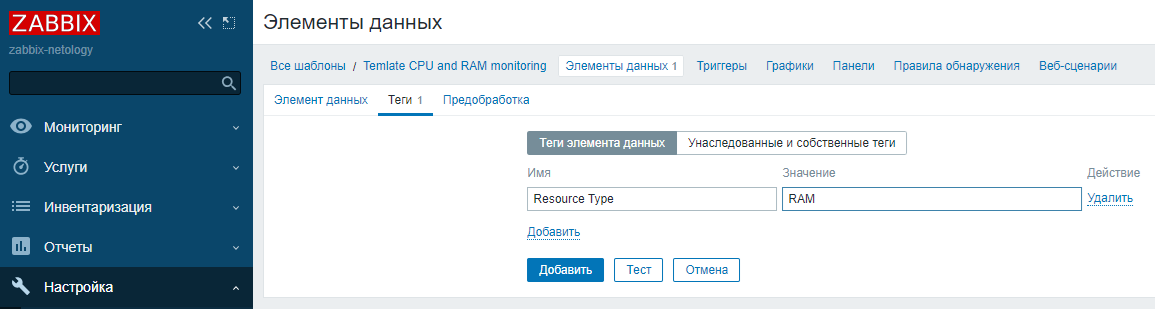 ZABBIX
zabbix-netology
Мониторинг
Услуги
Инвентаризация
Отчеты
Настройка
Элементы данных
Все шаблоны / Temlate CPU and RAM monitoring Элементы данных 1 Триггеры Графики Панели Правила обнаружения Веб-сценарии
Элемент данных Теги 1 Предобработка
Теги элемента данных Унаследованные и собственные теги
Имя Значение Действие
Resource Type RAM Удалить
Добавить
Добавить Тест Отмена